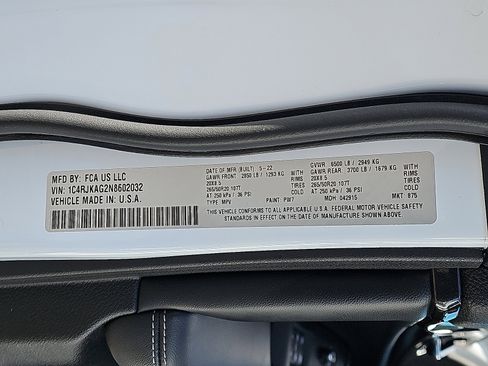 MFD BY: FCA US LLC
VIN: 1C4RJKAG2N8602032
VEHICLE MADE IN: U.S.A.
DATE OF MFR (BUILT) 5-22 GVWR 6500 LB / 2949 KG
GAWR FRONT 2850 LB / 1293 KG WITH GAWR REAR 3700 LB / 1679 KG WITH
20X8.5 RIMS 20X8.5 RIMS
265/50R20 107T TIRES 265/50R20 107T TIRES
AT 250 kPa / 36 PSI COLD AT 250 kPa / 36 PSI COLD
TYPE MPV PAINT PW7 MDH 042915 MKT 875
THIS VEHICLE CONFORMS TO ALL APPLICABLE U.S.A. FEDERAL MOTOR VEHICLE SAFETY
STANDARDS IN EFFECT ON THE DATE OF MANUFACTURE SHOWN ABOVE